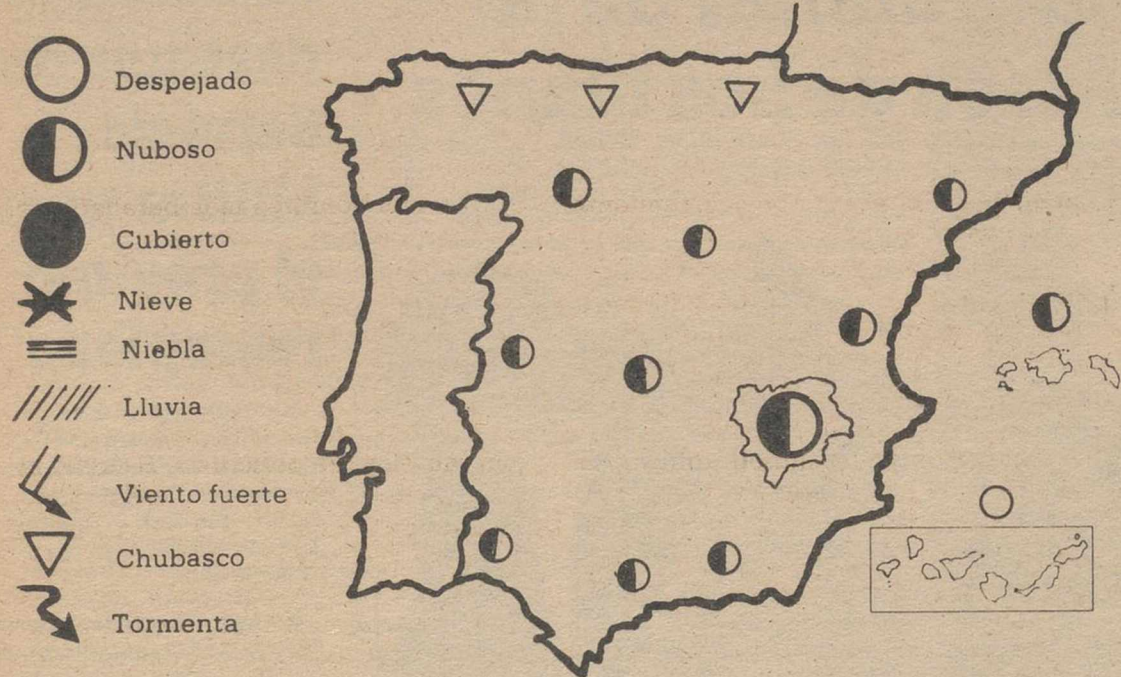 Despejado
Nuboso
Cubierto
Nieve
Niebla
Lluvia
Viento fuerte
Chubasco
Tormenta